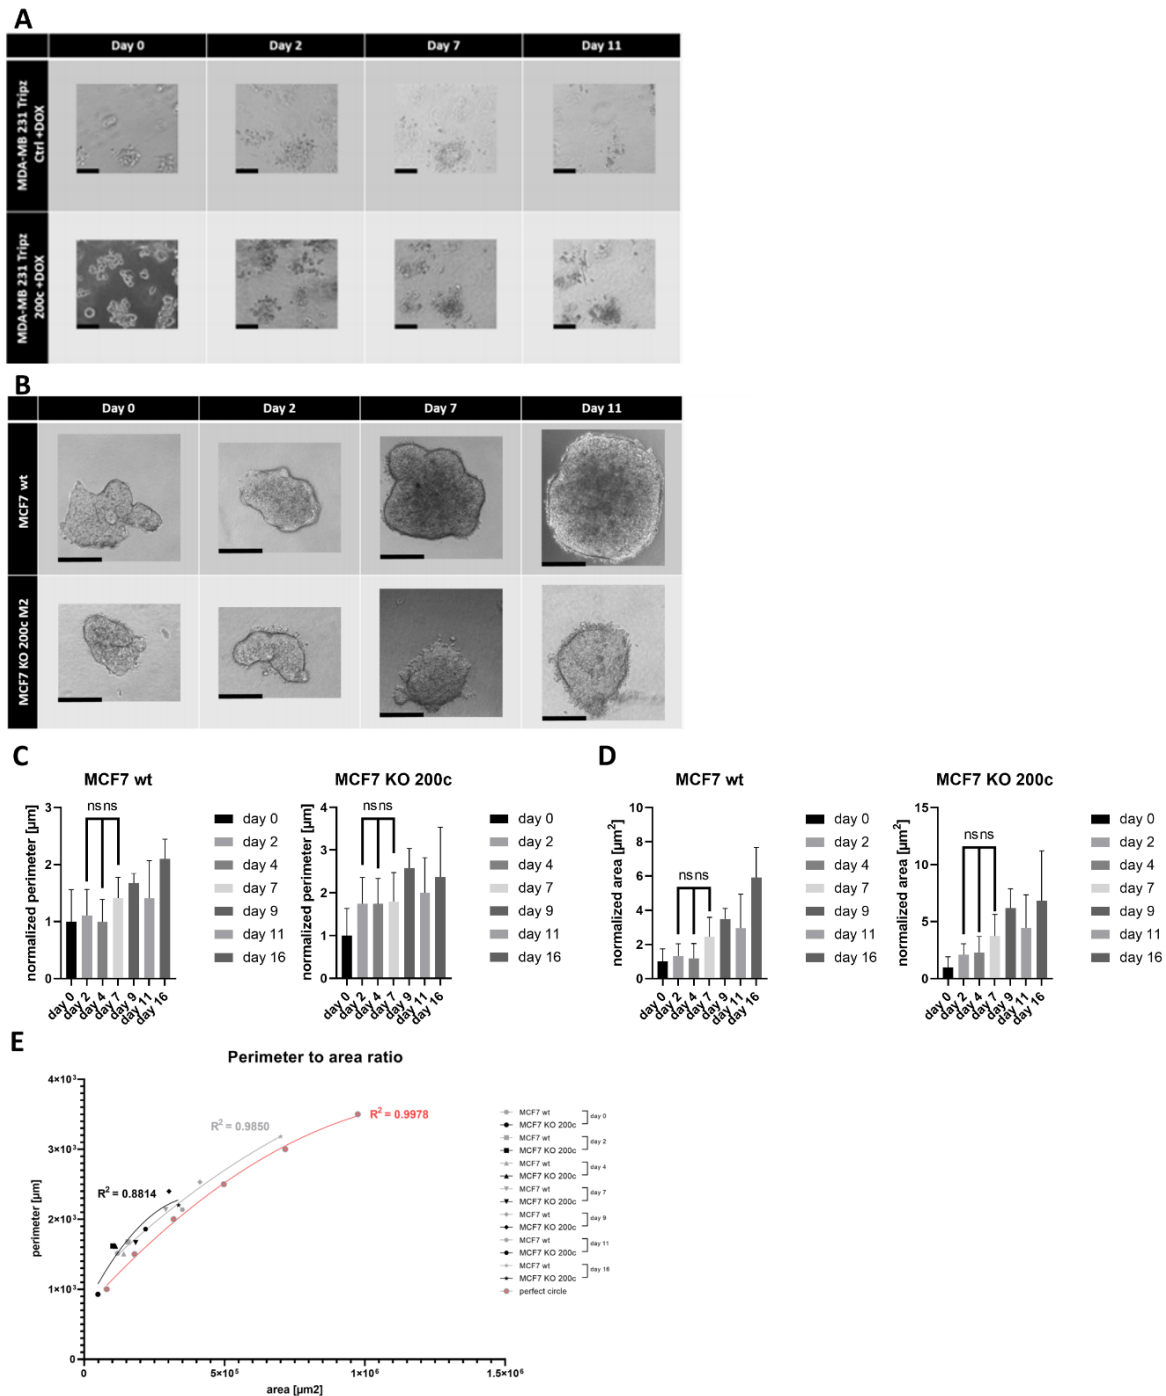 A
Day 0 Day 2 Day 7 Day 11
MDA-MB 231 Tripz
Ctrl +DOX
MDA-MB 231 Tripz
200c +DOX
B
Day 0 Day 2 Day 7 Day 11
MCF7 wt
MCF7 KO 200c M2
C
MCF7 wt
normalized perimeter [µm]
3
2
1
0
ns ns
day 0
day 2
day 4
day 7
day 9
day 11
day 16
day 0
day 2
day 4
day 7
day 9
day 11
day 16
MCF7 KO 200c
normalized perimeter [µm]
4
3
2
1
0
ns ns
day 0
day 2
day 4
day 7
day 9
day 11
day 16
day 0
day 2
day 4
day 7
day 9
day 11
day 16
D
MCF7 wt
normalized area [µm²]
10
8
6
4
2
0
ns ns
day 0
day 2
day 4
day 7
day 9
day 11
day 16
day 0
day 2
day 4
day 7
day 9
day 11
day 16
MCF7 KO 200c
normalized area [µm²]
15
10
5
0
ns ns
day 0
day 2
day 4
day 7
day 9
day 11
day 16
day 0
day 2
day 4
day 7
day 9
day 11
day 16
E
Perimeter to area ratio
perimeter [µm]
4×10³
3×10³
2×10³
1×10³
0
R² = 0.9850
R² = 0.9978
R² = 0.8814
0 5×10⁵ 1×10⁶ 1.5×10⁶
area [µm2]
MCF7 wt
day 0
MCF7 KO 200c
MCF7 wt
day 2
MCF7 KO 200c
MCF7 wt
day 4
MCF7 KO 200c
MCF7 wt
day 7
MCF7 KO 200c
MCF7 wt
day 9
MCF7 KO 200c
MCF7 wt
day 11
MCF7 KO 200c
MCF7 wt
day 16
MCF7 KO 200c
perfect circle